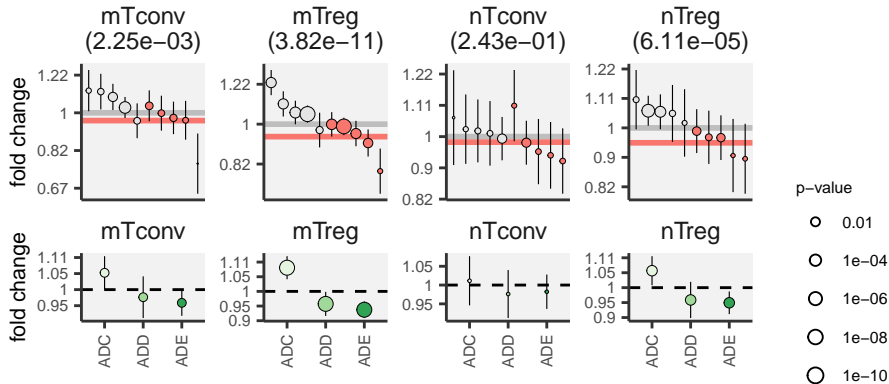 mTconv
(2.25e−03)
mTreg
(3.82e−11)
nTconv
(2.43e−01)
nTreg
(6.11e−05)
fold change
1.22
1
0.82
0.67
1.22
1
0.82
1.22
1.11
1
0.9
0.82
1.22
1.11
1
0.9
0.82
mTconv
mTreg
nTconv
nTreg
fold change
1.11
1.05
1
0.95
1.11
1.05
1
0.95
0.9
1.05
1
0.95
1.11
1.05
1
0.95
0.9
ADC
ADD
ADE
ADC
ADD
ADE
ADC
ADD
ADE
ADC
ADD
ADE
p−value
0.01
1e−04
1e−06
1e−08
1e−10